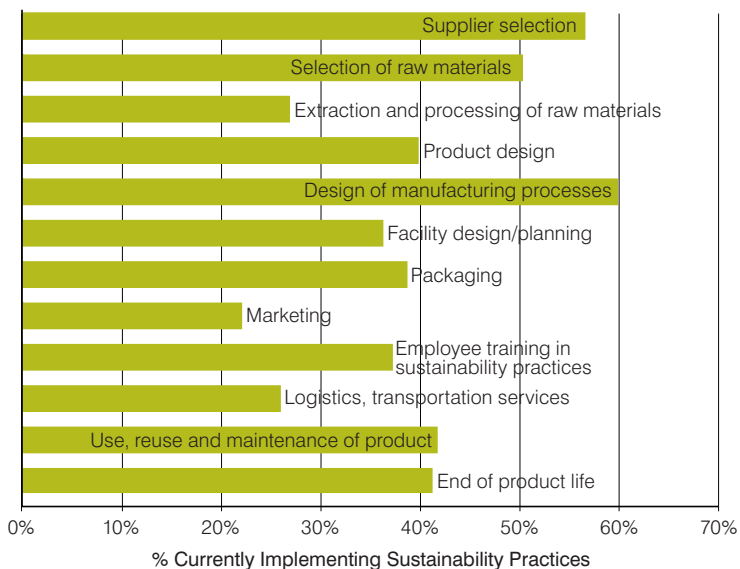 Supplier selection
Selection of raw materials
Extraction and processing of raw materials
Product design
Design of manufacturing processes
Facility design/planning
Packaging
Marketing
Employee training in
sustainability practices
Logistics, transportation services
Use, reuse and maintenance of product
End of product life
0% 10% 20% 30% 40% 50% 60% 70%
% Currently Implementing Sustainability Practices